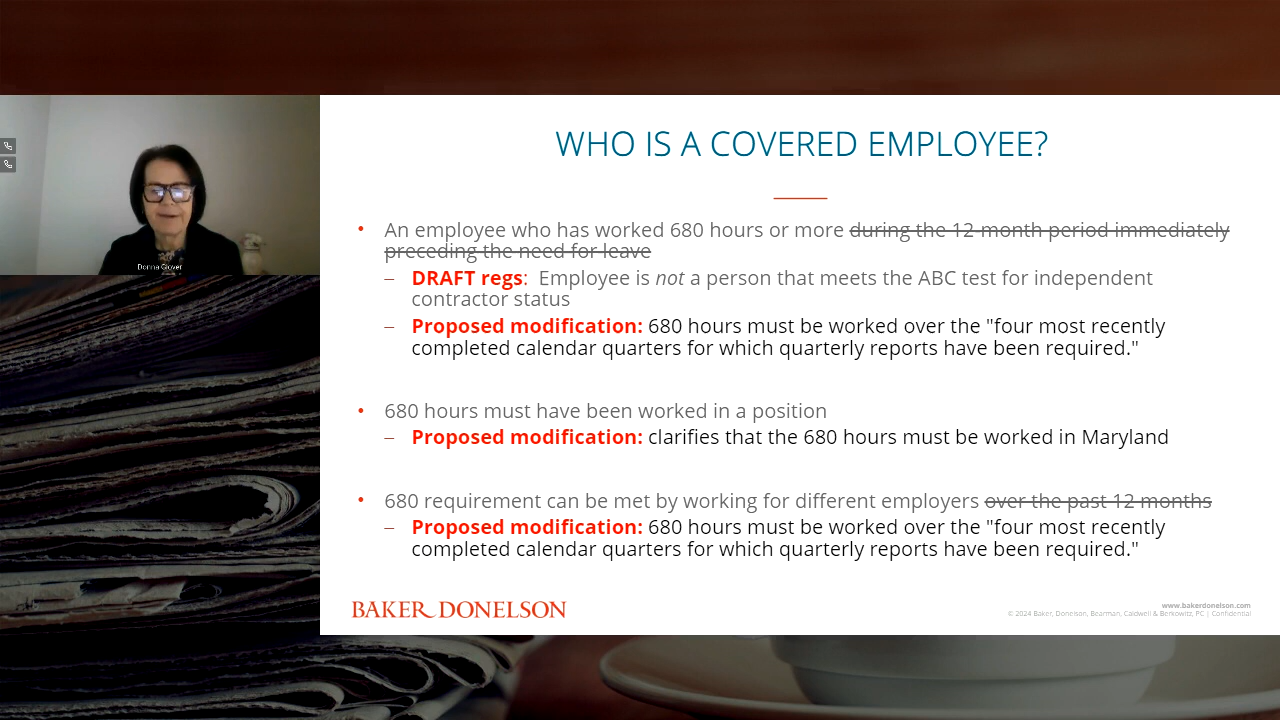 Donna Glover
WHO IS A COVERED EMPLOYEE?
• An employee who has worked 680 hours or more during the 12-month period immediately
preceding the need for leave
– DRAFT regs: Employee is not a person that meets the ABC test for independent
contractor status
– Proposed modification: 680 hours must be worked over the "four most recently
completed calendar quarters for which quarterly reports have been required."
• 680 hours must have been worked in a position
– Proposed modification: clarifies that the 680 hours must be worked in Maryland
• 680 requirement can be met by working for different employers over the past 12 months
– Proposed modification: 680 hours must be worked over the "four most recently
completed calendar quarters for which quarterly reports have been required."
BAKER DONELSON
www.bakerdonelson.com
© 2024 Baker, Donelson, Bearman, Caldwell & Berkowitz, PC | Confidential